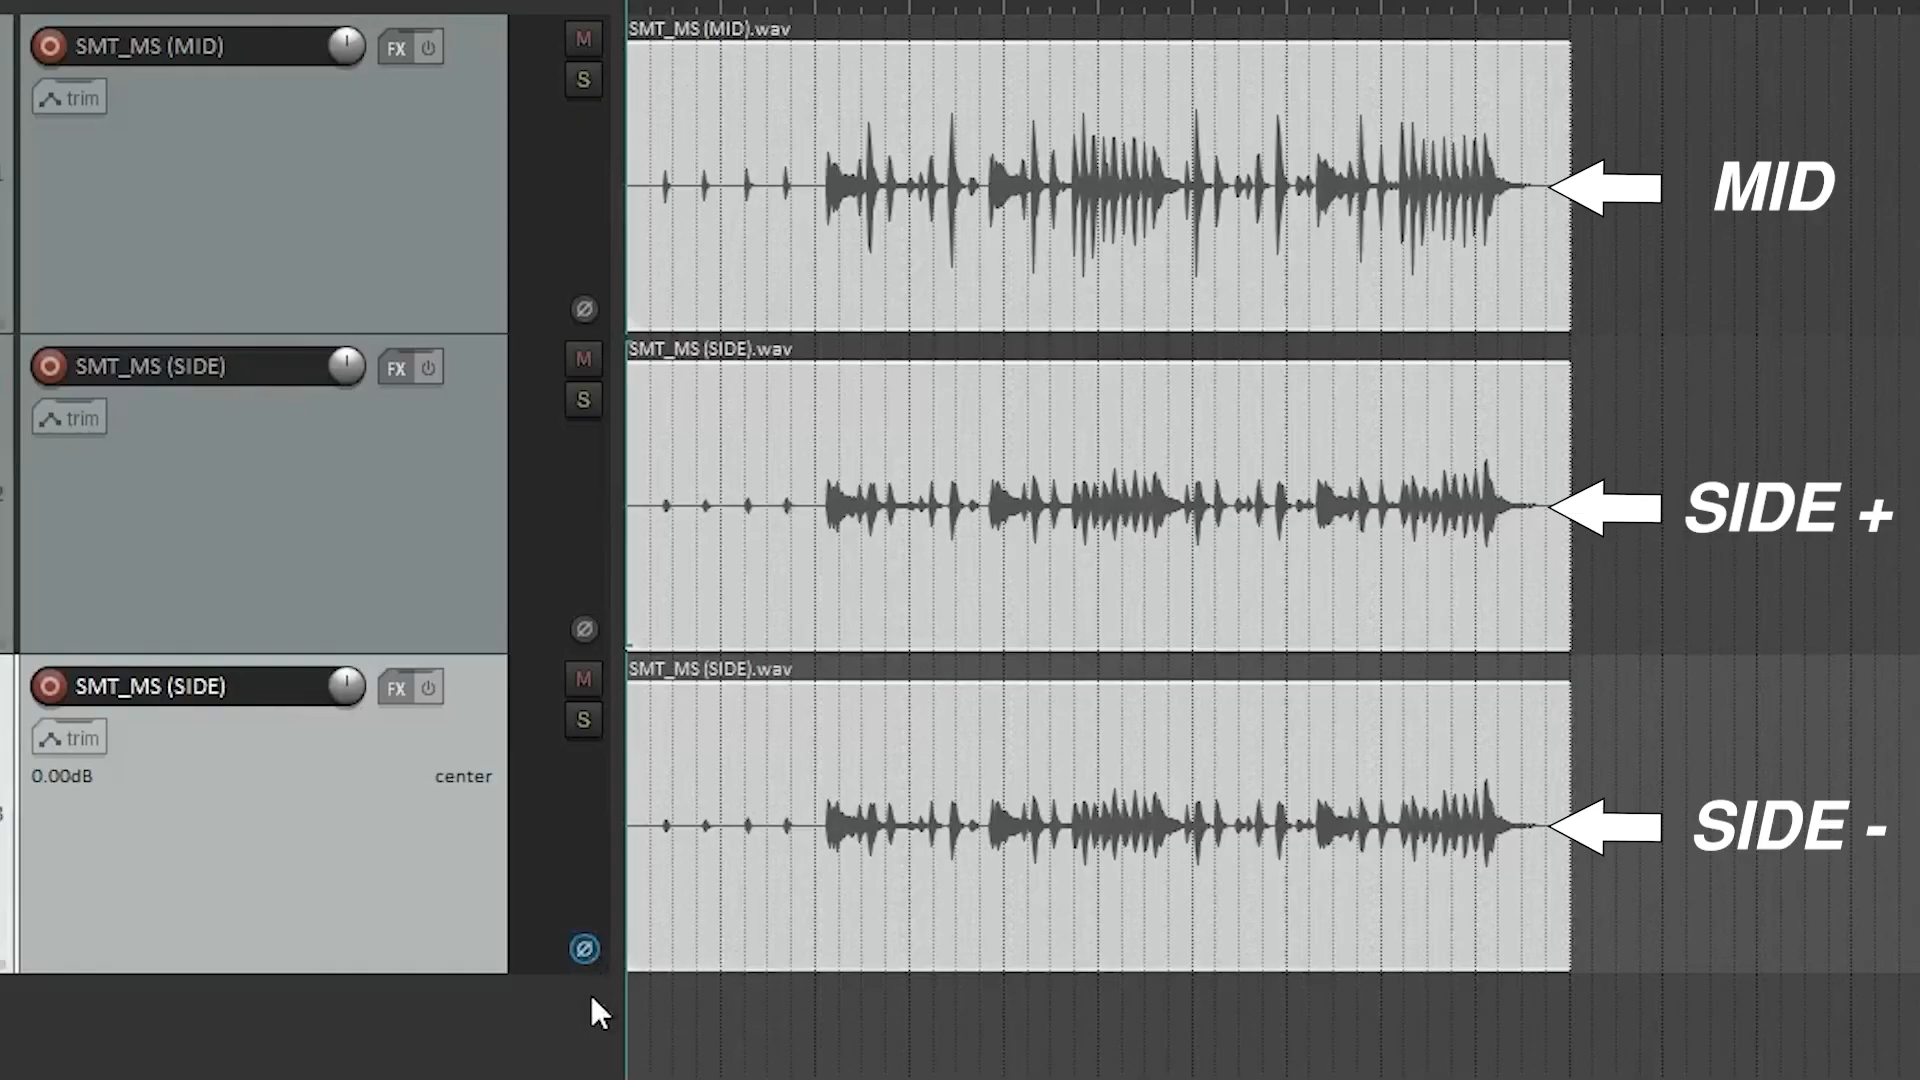 SMT_MS (MID)
FX
trim
M
S
SMT_MS (MID).wav
MID
SMT_MS (SIDE)
FX
trim
M
S
SMT_MS (SIDE).wav
SIDE +
SMT_MS (SIDE)
FX
trim
0.00dB
center
M
S
SMT_MS (SIDE).wav
SIDE -